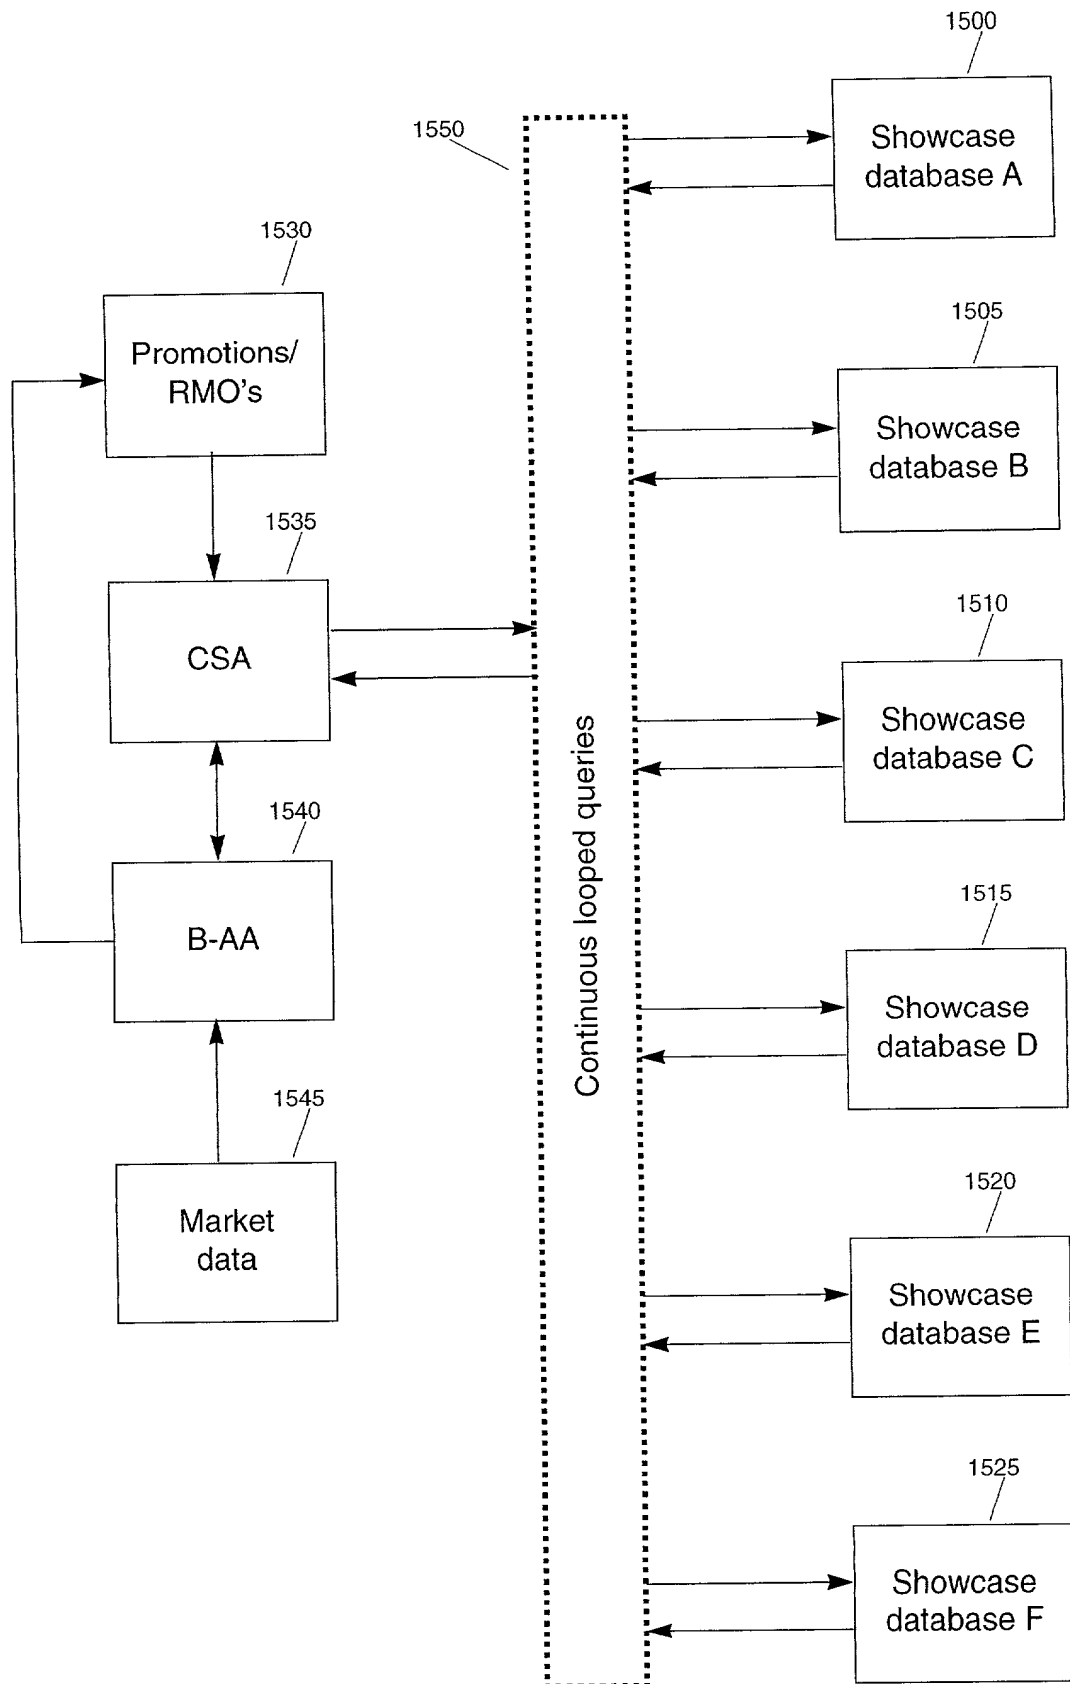 1500
Showcase
database A
1550
1530
Promotions/
RMO's
1505
Showcase
database B
1535
CSA
1510
Showcase
database C
Continuous looped queries
1540
B-AA
1515
Showcase
database D
1545
Market
data
1520
Showcase
database E
1525
Showcase
database F